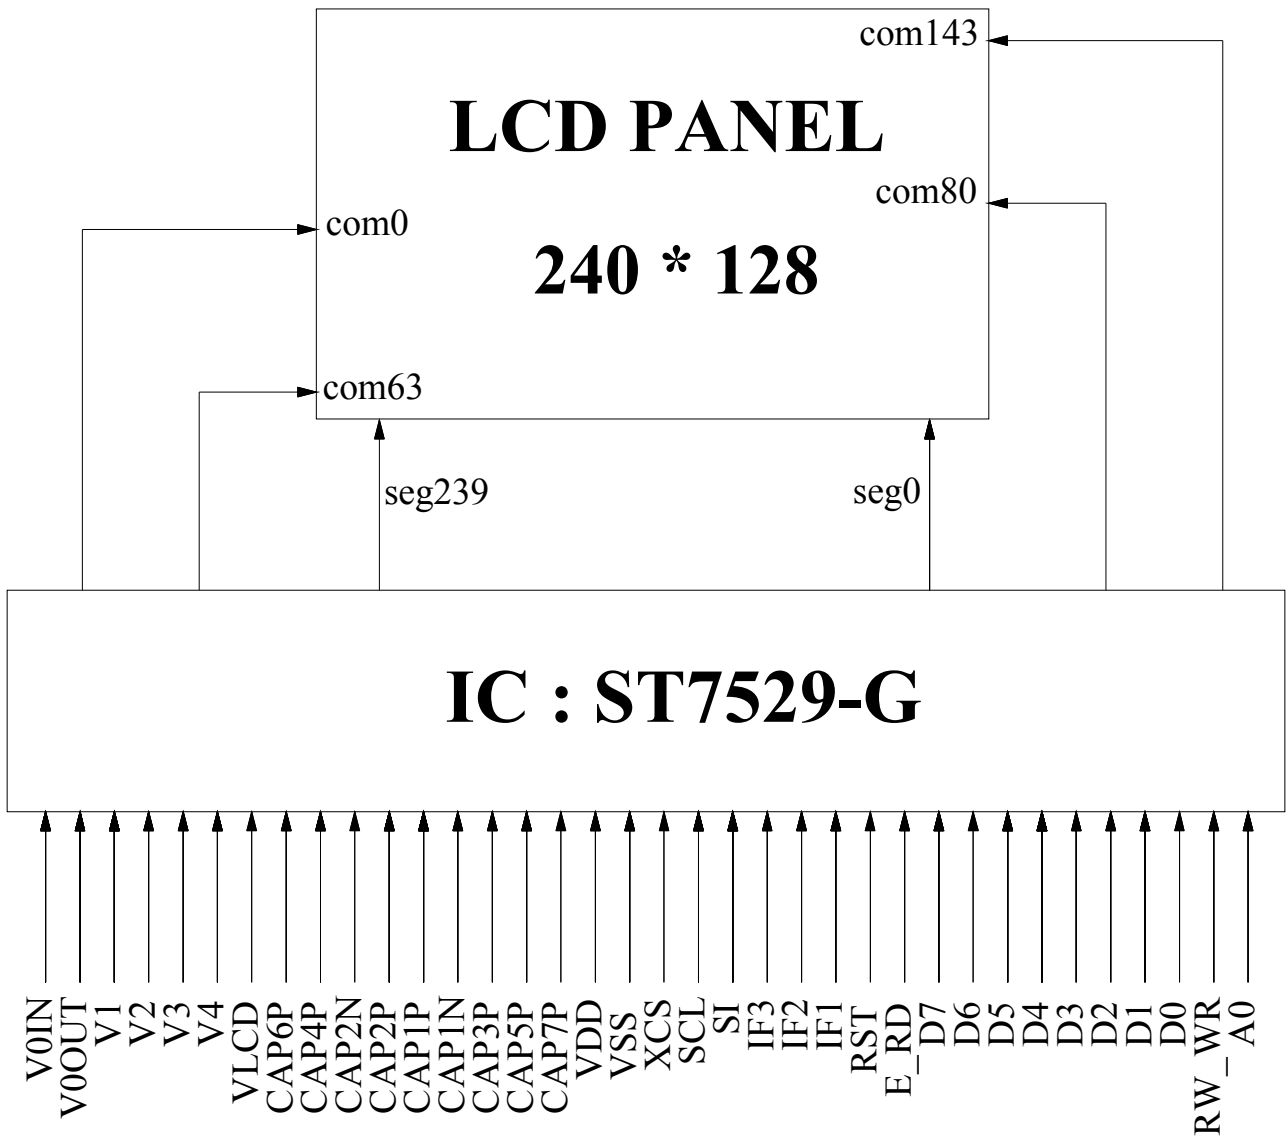 com143
LCD PANEL
com80
com0
240 * 128
com63
seg239
seg0
IC : ST7529-G
V0IN
V0OUT
V1
V2
V3
V4
VLCD
CAP6P
CAP4P
CAP2N
CAP2P
CAP1P
CAP1N
CAP3P
CAP5P
CAP7P
VDD
VSS
XCS
SCL
SI
IF3
IF2
IF1
RST
E_RD
D7
D6
D5
D4
D3
D2
D1
D0
RW_WR
A0